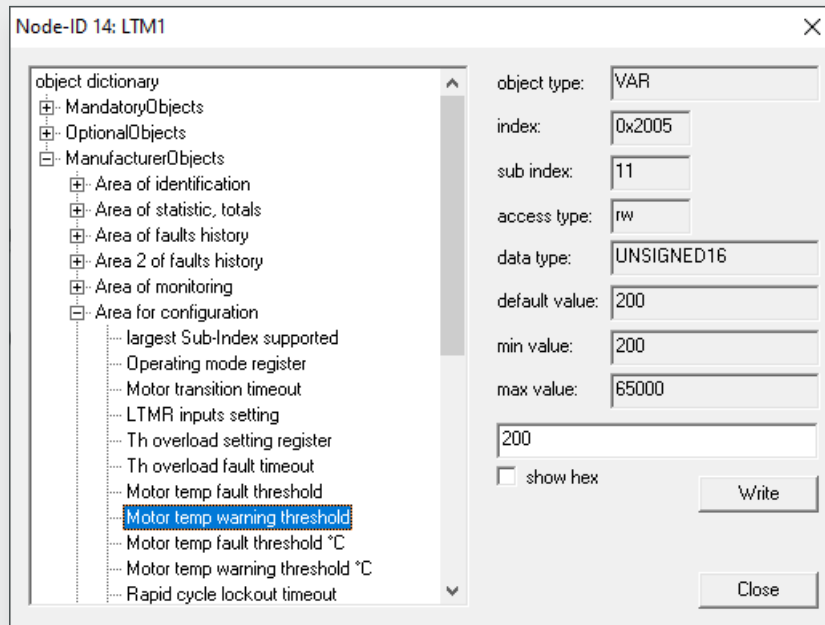 Node-ID 14: LTM1
object dictionary
MandatoryObjects
OptionalObjects
ManufacturerObjects
Area of identification
Area of statistic, totals
Area of faults history
Area 2 of faults history
Area of monitoring
Area for configuration
largest Sub-Index supported
Operating mode register
Motor transition timeout
LTMR inputs setting
Th overload setting register
Th overload fault timeout
Motor temp fault threshold
Motor temp warning threshold
Motor temp fault threshold °C
Motor temp warning threshold °C
Rapid cycle lockout timeout
object type: VAR
index: 0x2005
sub index: 11
access type: rw
data type: UNSIGNED16
default value: 200
min value: 200
max value: 65000
200
show hex
Write
Close